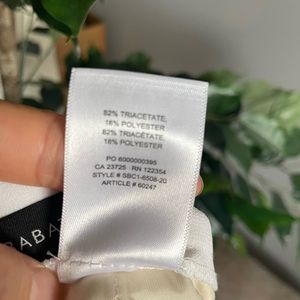 82% TRIACETATE,
18% POLYESTER
82% TRIACÉTATE,
18% POLYESTER
PO 6000000395
CA 23725 RN 122354
STYLE # SBC1-6508-20
ARTICLE # 60247